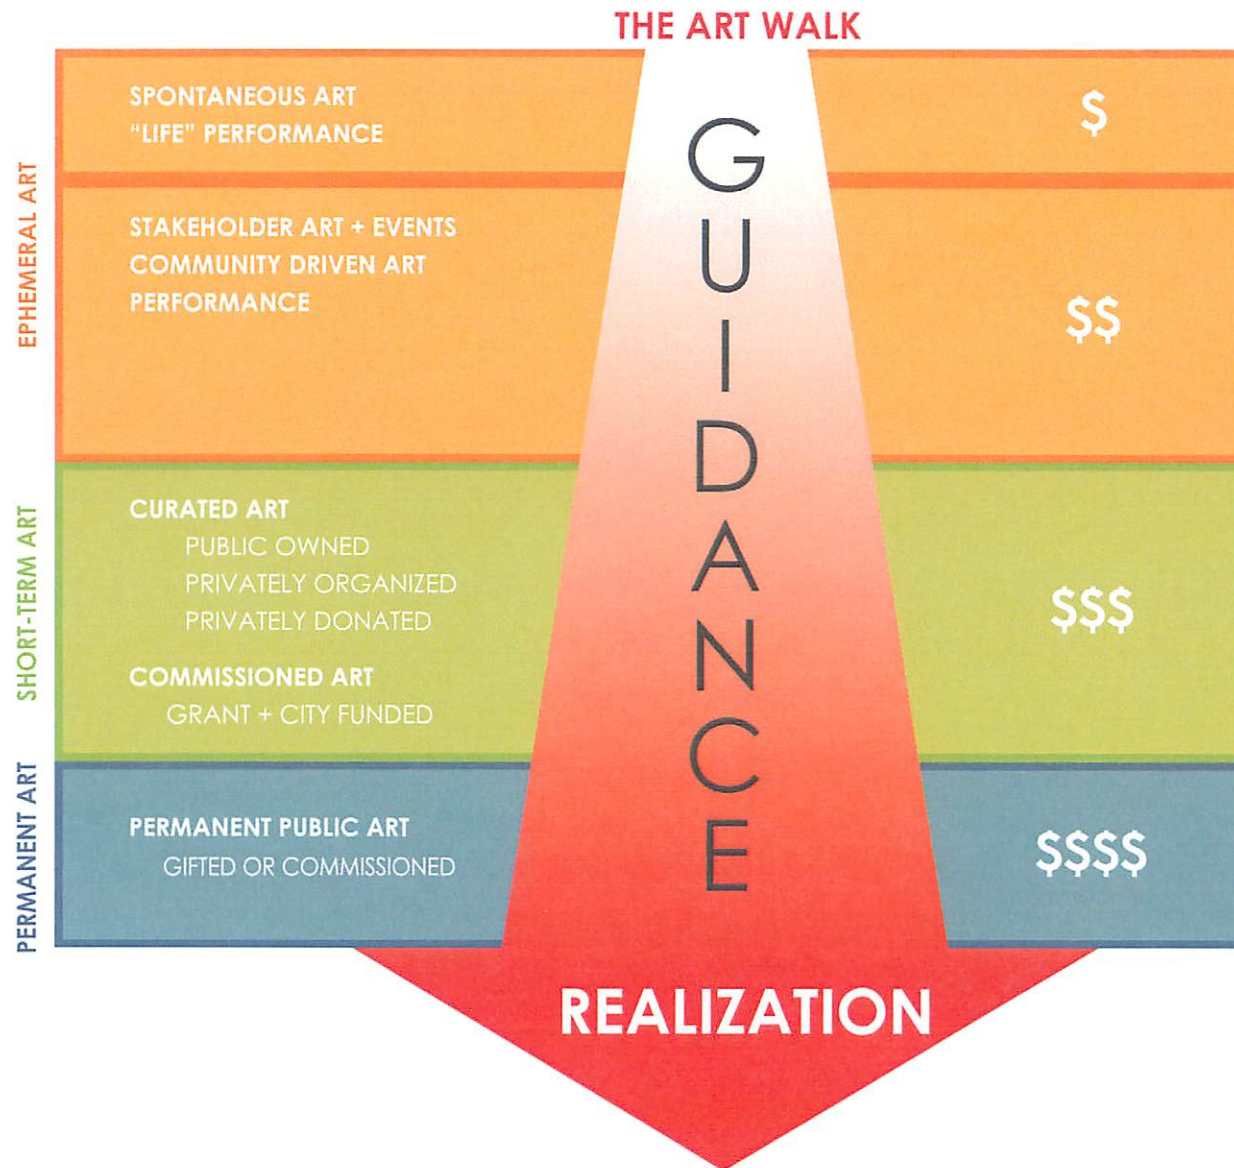 THE ART WALK
EPHEMERAL ART
SPONTANEOUS ART
“LIFE” PERFORMANCE
$
STAKEHOLDER ART + EVENTS
COMMUNITY DRIVEN ART
PERFORMANCE
$$
SHORT-TERM ART
CURATED ART
PUBLIC OWNED
PRIVATELY ORGANIZED
PRIVATELY DONATED
COMMISSIONED ART
GRANT + CITY FUNDED
$$$
PERMANENT ART
PERMANENT PUBLIC ART
GIFTED OR COMMISSIONED
$$$$
GUIDANCE
REALIZATION